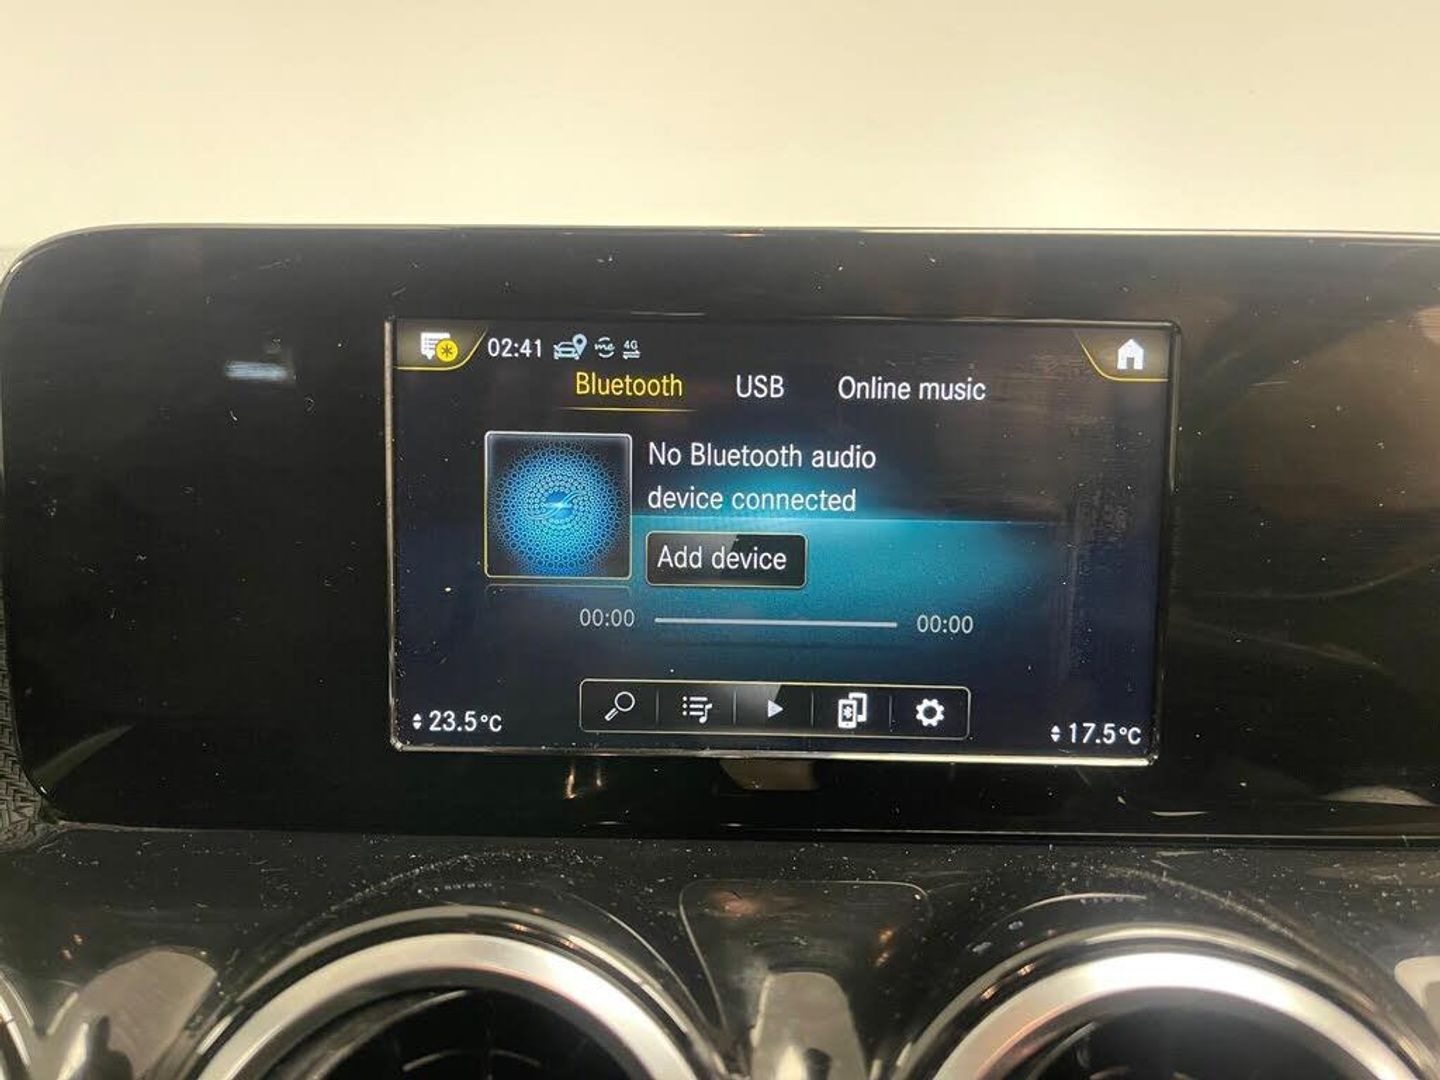 02:41 me 4G
Bluetooth USB Online music
No Bluetooth audio
device connected
Add device
00:00 00:00
23.5°C 17.5°C